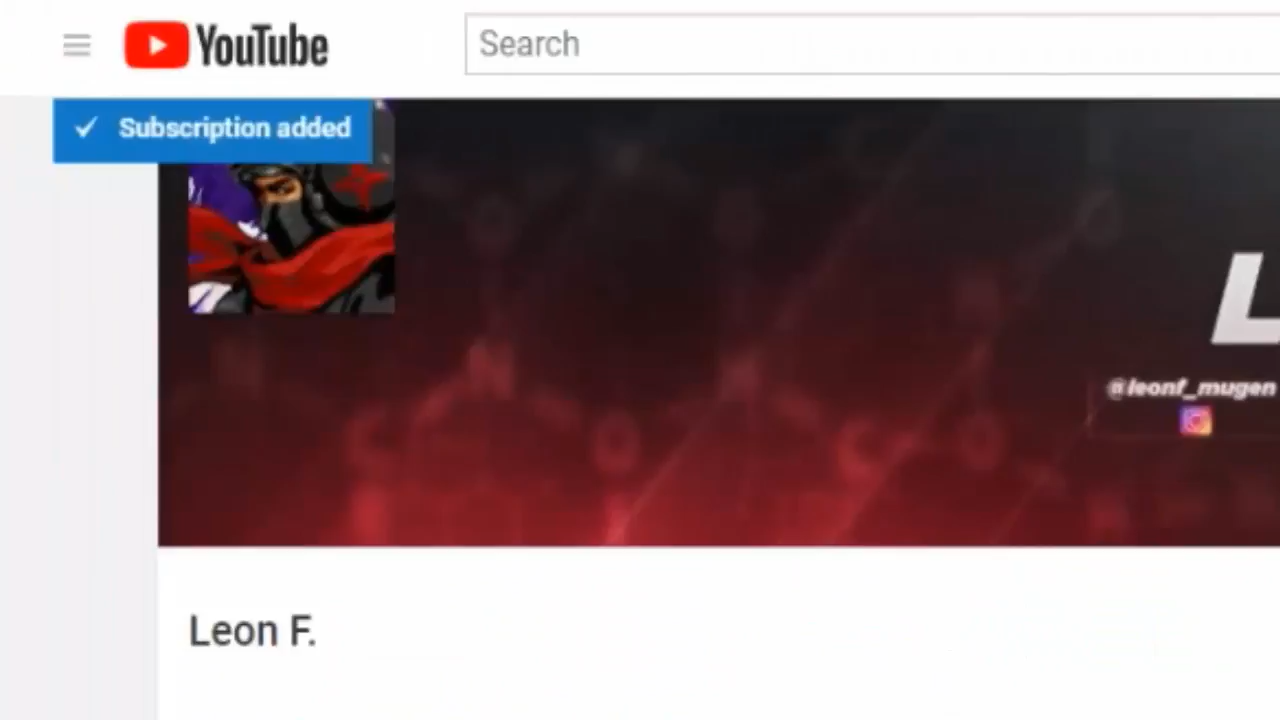 YouTube
Search
Subscription added
L
@leonf_mugen
Leon F.